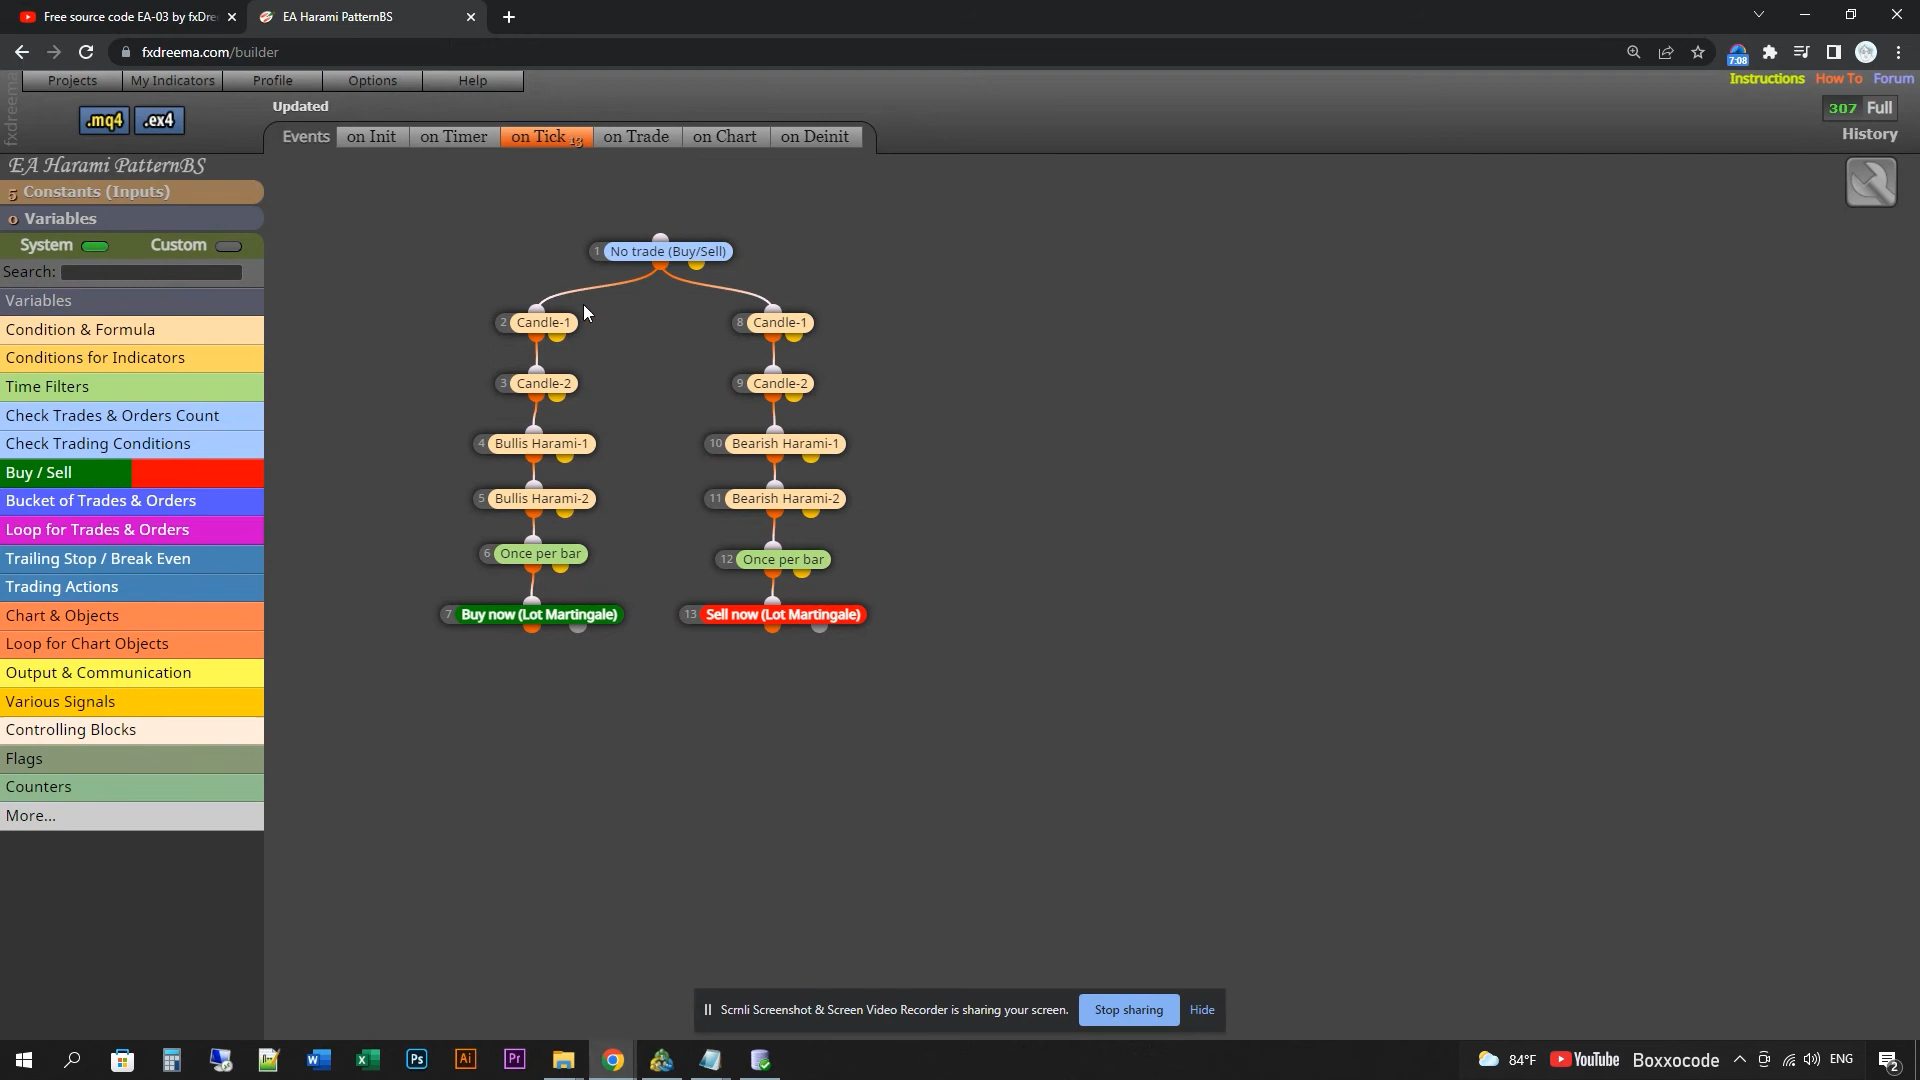 Free source code EA-03 by fxDre
EA Harami PatternBS
fxdreema.com/builder
7:08
Projects
My Indicators
Profile
Options
Help
Instructions
How To
Forum
fxdreema
.mq4
.ex4
Updated
307 Full
History
Events
on Init
on Timer
on Tick 13
on Trade
on Chart
on Deinit
EA Harami PatternBS
5 Constants (Inputs)
0 Variables
System
Custom
Search:
Variables
Condition & Formula
Conditions for Indicators
Time Filters
Check Trades & Orders Count
Check Trading Conditions
Buy / Sell
Bucket of Trades & Orders
Loop for Trades & Orders
Trailing Stop / Break Even
Trading Actions
Chart & Objects
Loop for Chart Objects
Output & Communication
Various Signals
Controlling Blocks
Flags
Counters
More...
1 No trade (Buy/Sell)
2 Candle-1
8 Candle-1
3 Candle-2
9 Candle-2
4 Bullis Harami-1
10 Bearish Harami-1
5 Bullis Harami-2
11 Bearish Harami-2
6 Once per bar
12 Once per bar
7 Buy now (Lot Martingale)
13 Sell now (Lot Martingale)
Scrnli Screenshot & Screen Video Recorder is sharing your screen.
Stop sharing
Hide
Ps
Ai
Pr
84°F
YouTube
Boxxocode
ENG
2